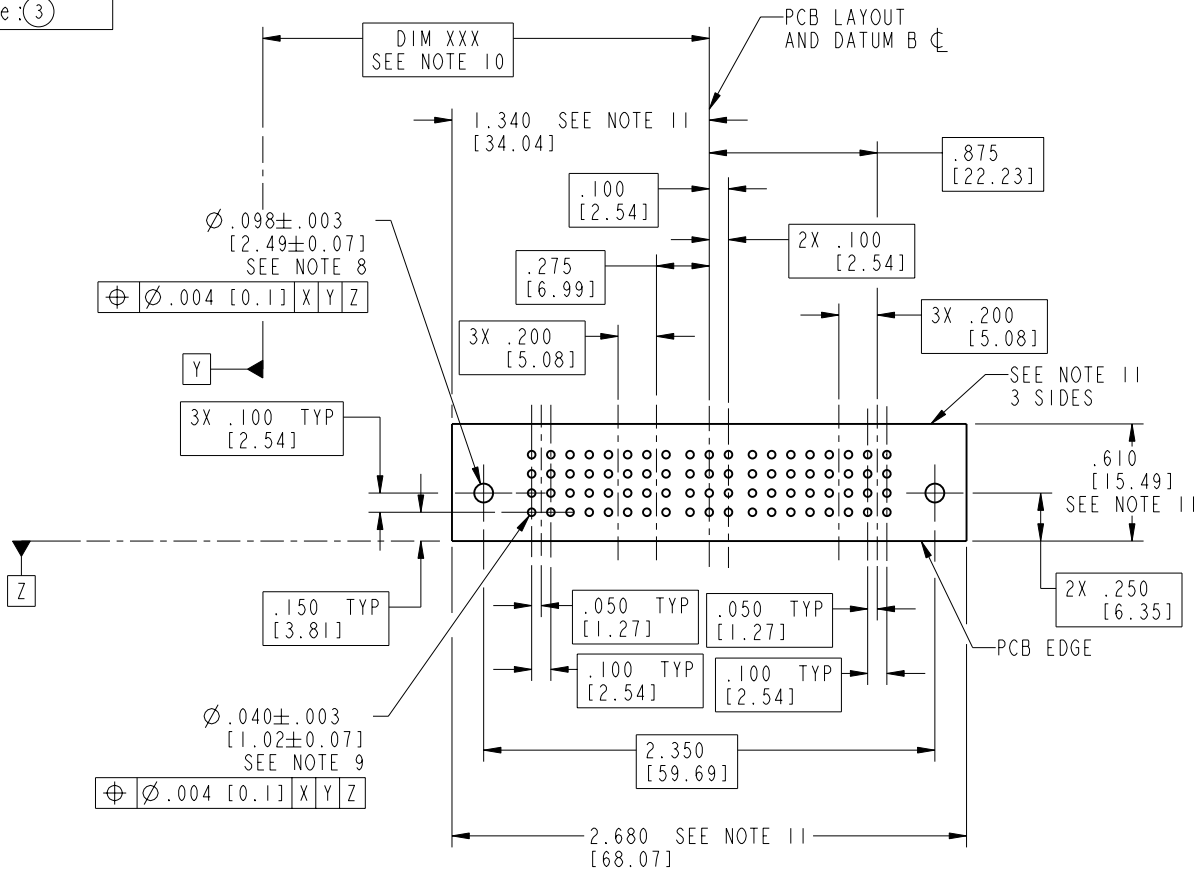 e : 3
DIM XXX
SEE NOTE 10
PCB LAYOUT
AND DATUM B ℄
1.340 SEE NOTE 11
[34.04]
.875
[22.23]
.100
[2.54]
Ø .098±.003
[2.49±0.07]
SEE NOTE 8
⌖ Ø .004 [0.1] X Y Z
2X .100
[2.54]
.275
[6.99]
3X .200
[5.08]
3X .200
[5.08]
Y
SEE NOTE 11
3 SIDES
3X .100 TYP
[2.54]
.610
[15.49]
SEE NOTE 11
Z
.150 TYP
[3.81]
.050 TYP
[1.27]
.050 TYP
[1.27]
2X .250
[6.35]
PCB EDGE
.100 TYP
[2.54]
.100 TYP
[2.54]
Ø .040±.003
[1.02±0.07]
SEE NOTE 9
⌖ Ø .004 [0.1] X Y Z
2.350
[59.69]
2.680 SEE NOTE 11
[68.07]